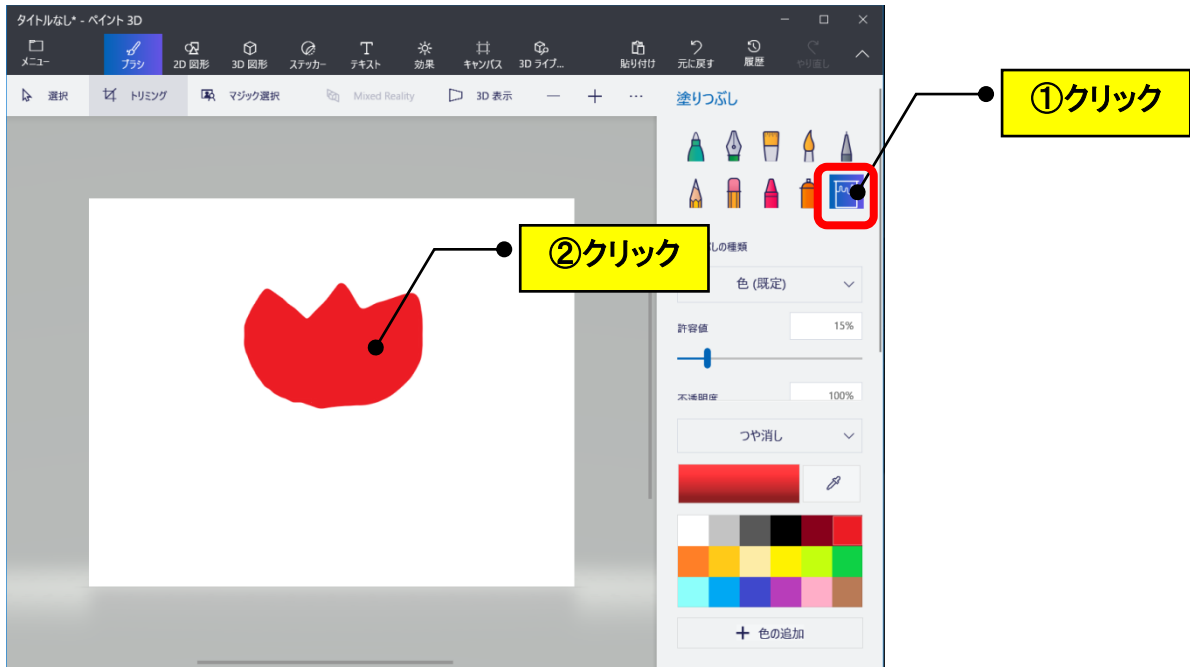 タイトルなし* - ペイント 3D
メニュー
ブラシ
2D 図形
3D 図形
ステッカー
テキスト
効果
キャンバス
3D ライブ...
貼り付け
元に戻す
履歴
やり直し
選択
トリミング
マジック選択
Mixed Reality
3D 表示
塗りつぶし
①クリック
②クリック
しの種類
色 (既定)
許容値
15%
不透明度
100%
つや消し
色の追加